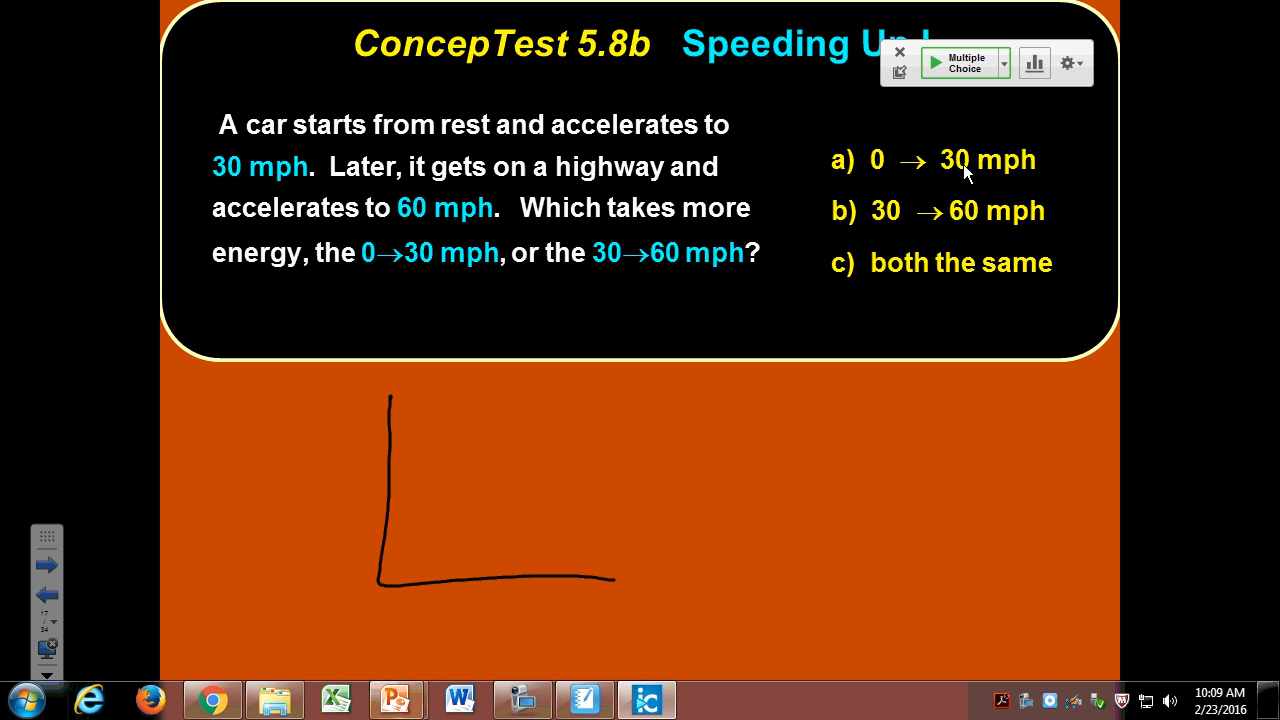 ConcepTest 5.8b Speeding
Multiple
Choice
A car starts from rest and accelerates to
30 mph. Later, it gets on a highway and
accelerates to 60 mph. Which takes more
energy, the 0→30 mph, or the 30→60 mph?
a) 0 → 30 mph
b) 30 → 60 mph
c) both the same
17
/
34
10:09 AM
2/23/2016